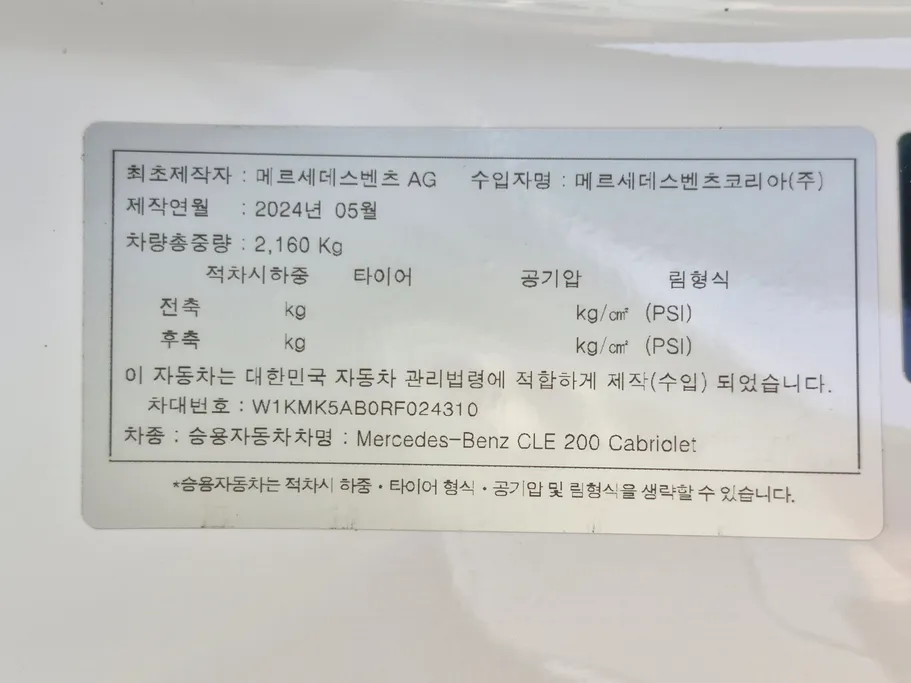 최초제작자 : 메르세데스벤츠 AG 수입자명 : 메르세데스벤츠코리아(주)
제작연월 : 2024년 05월
차량총중량 : 2,160 Kg
적차시하중 타이어 공기압 림형식
전축 kg kg/㎠ (PSI)
후축 kg kg/㎠ (PSI)
이 자동차는 대한민국 자동차 관리법령에 적합하게 제작(수입) 되었습니다.
차대번호 : W1KMK5AB0RF024310
차종 : 승용자동차차명 : Mercedes-Benz CLE 200 Cabriolet
*승용자동차는 적차시 하중·타이어 형식·공기압 및 림형식을 생략할 수 있습니다.